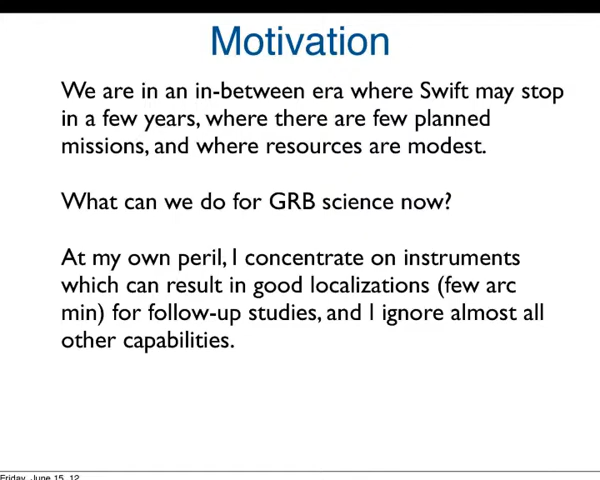 Motivation
We are in an in-between era where Swift may stop
in a few years, where there are few planned
missions, and where resources are modest.
What can we do for GRB science now?
At my own peril, I concentrate on instruments
which can result in good localizations (few arc
min) for follow-up studies, and I ignore almost all
other capabilities.
Friday, June 15, 12